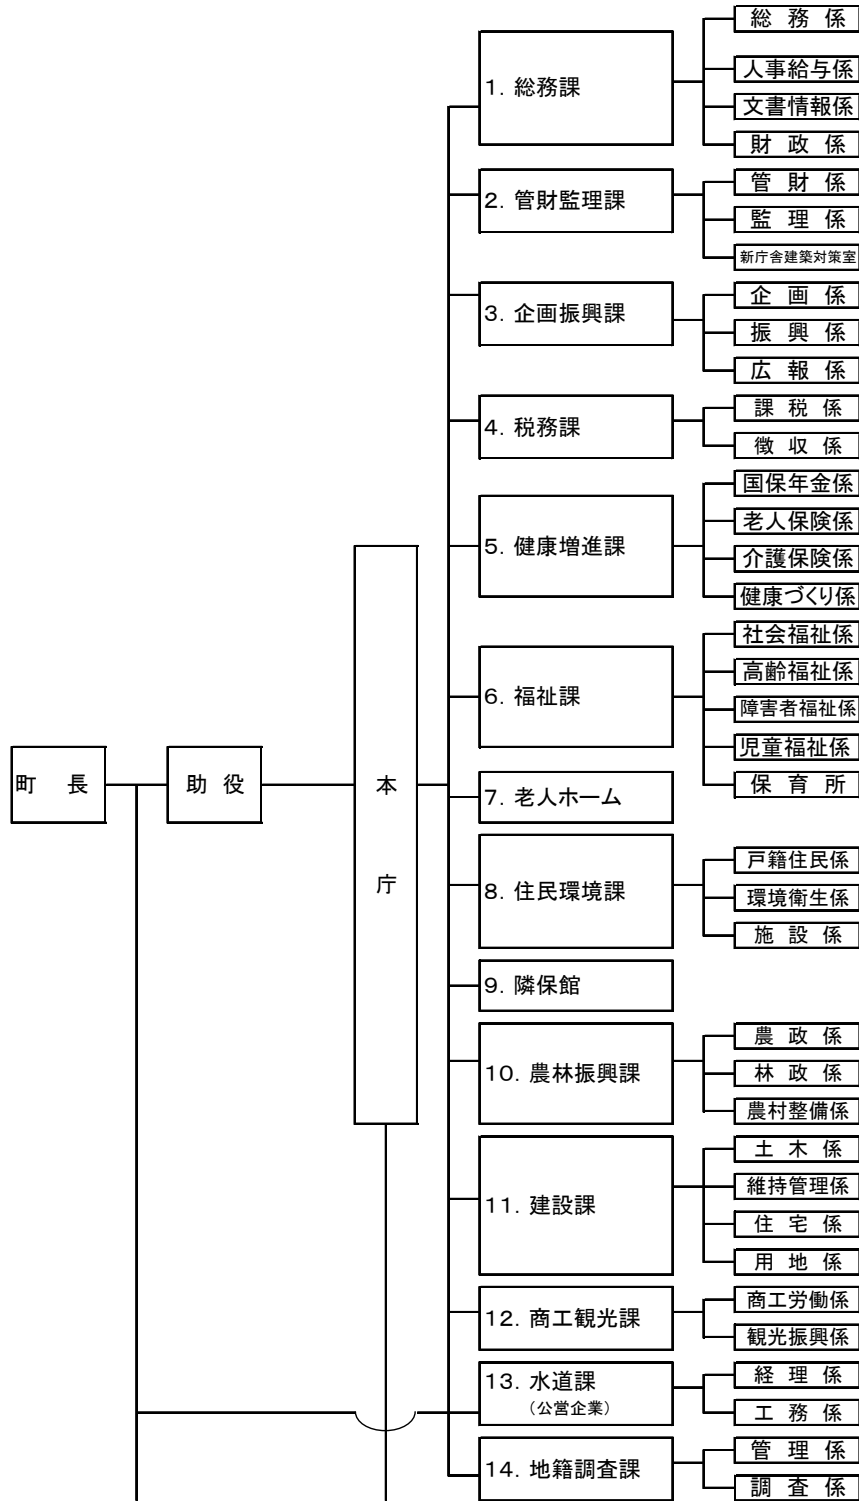 町 長
助 役
本
庁
1. 総務課
総 務 係
人事給与係
文書情報係
財 政 係
2. 管財監理課
管 財 係
監 理 係
新庁舎建築対策室
3. 企画振興課
企 画 係
振 興 係
広 報 係
4. 税務課
課 税 係
徴 収 係
5. 健康増進課
国保年金係
老人保険係
介護保険係
健康づくり係
6. 福祉課
社会福祉係
高齢福祉係
障害者福祉係
児童福祉係
保 育 所
7. 老人ホーム
8. 住民環境課
戸籍住民係
環境衛生係
施 設 係
9. 隣保館
10. 農林振興課
農 政 係
林 政 係
農村整備係
11. 建設課
土 木 係
維持管理係
住 宅 係
用 地 係
12. 商工観光課
商工労働係
観光振興係
13. 水道課
(公営企業)
経 理 係
工 務 係
14. 地籍調査課
管 理 係
調 査 係